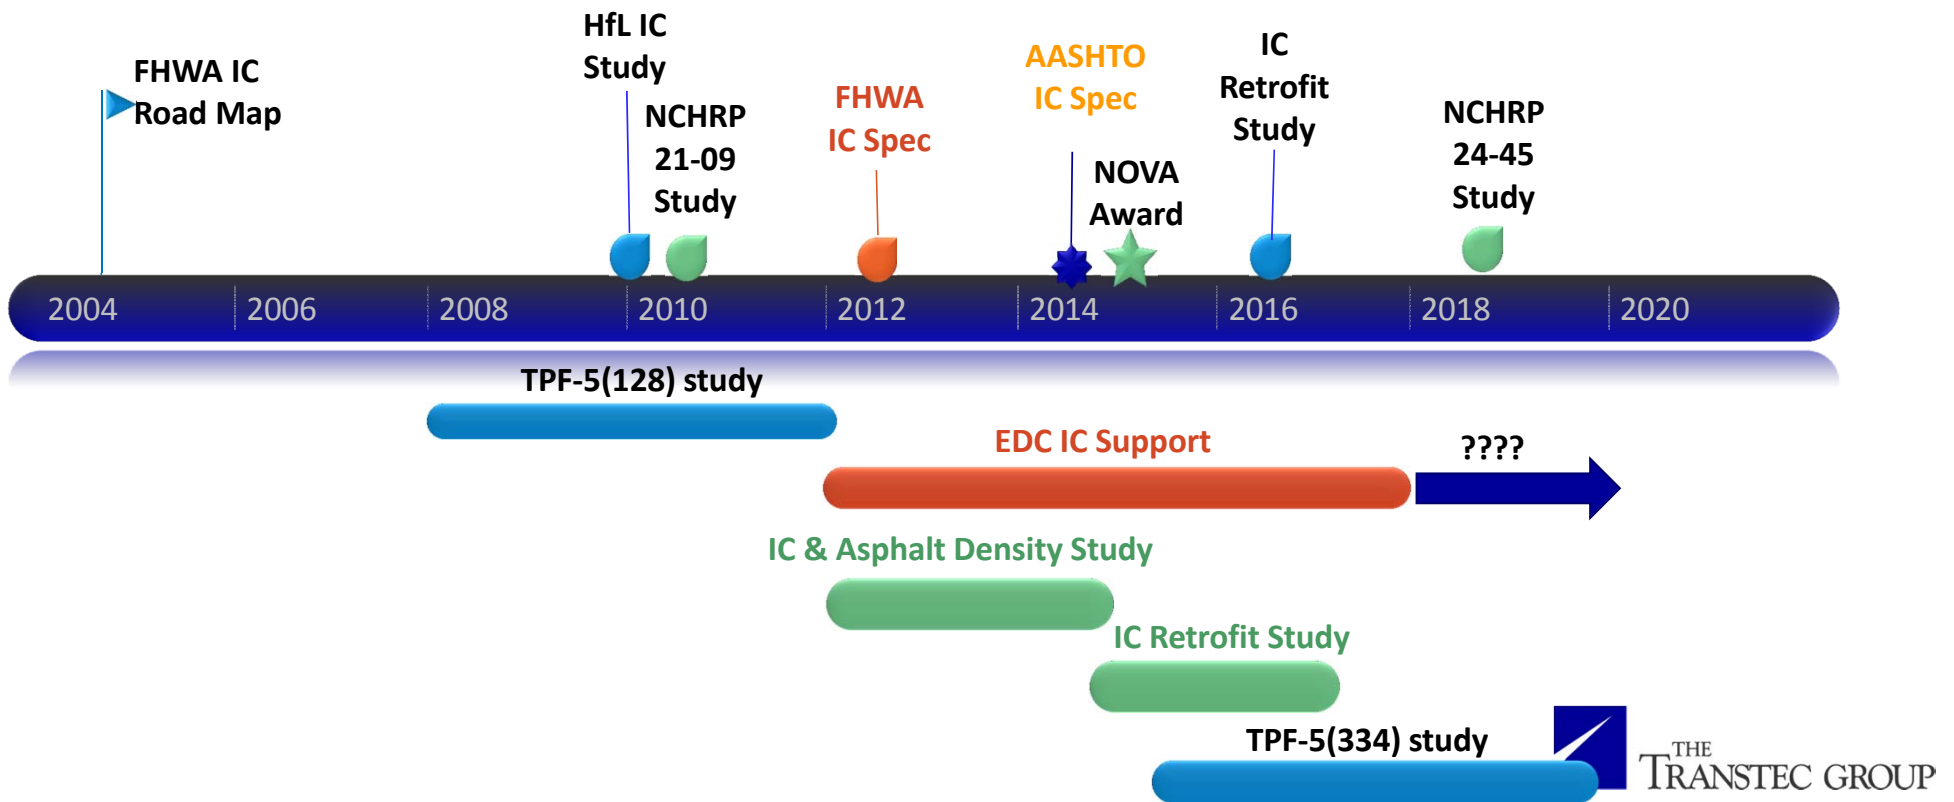 FHWA IC
Road Map
HfL IC
Study
NCHRP
21-09
Study
FHWA
IC Spec
AASHTO
IC Spec
NOVA
Award
IC
Retrofit
Study
NCHRP
24-45
Study
2004 2006 2008 2010 2012 2014 2016 2018 2020
TPF-5(128) study
EDC IC Support
????
IC & Asphalt Density Study
IC Retrofit Study
TPF-5(334) study
THE
TRANSTEC GROUP